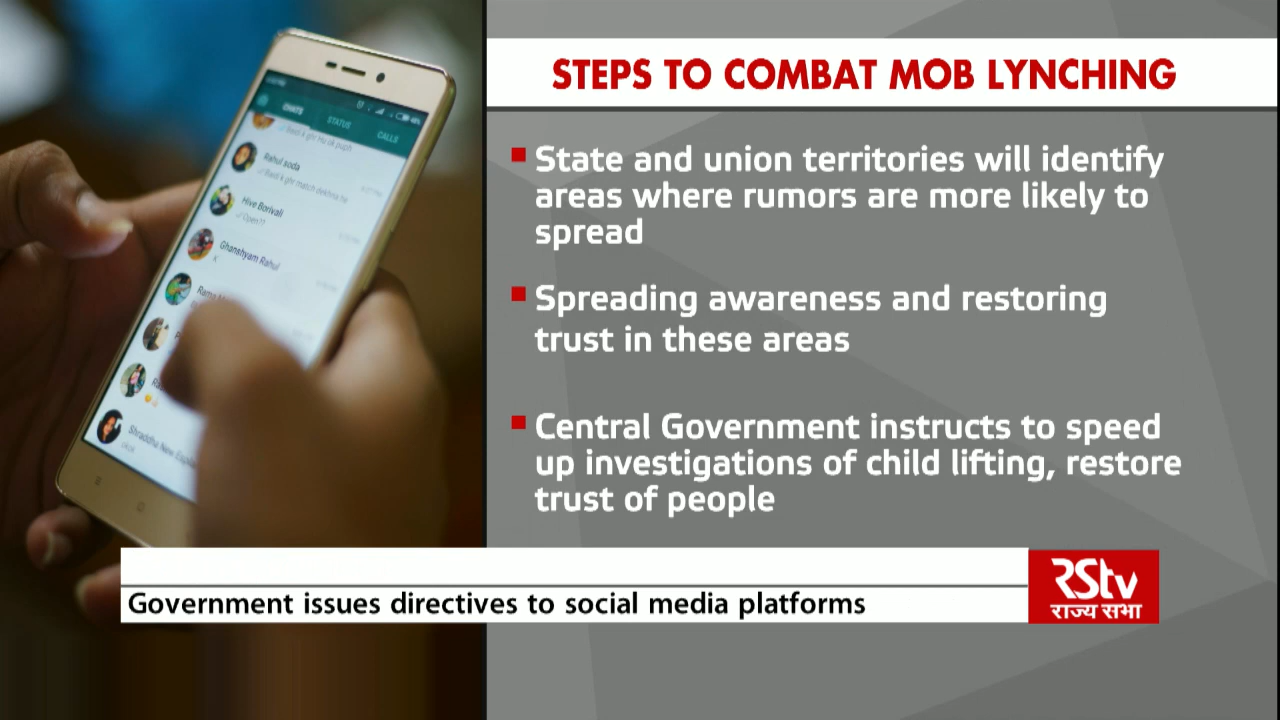 CHATS
STATUS
CALLS
Rahul soda
Hive Borivali
Open??
Ghanshyam Rahul
Shraddha New
STEPS TO COMBAT MOB LYNCHING
State and union territories will identify
areas where rumors are more likely to
spread
Spreading awareness and restoring
trust in these areas
Central Government instructs to speed
up investigations of child lifting, restore
trust of people
Government issues directives to social media platforms
RStv
राज्य सभा